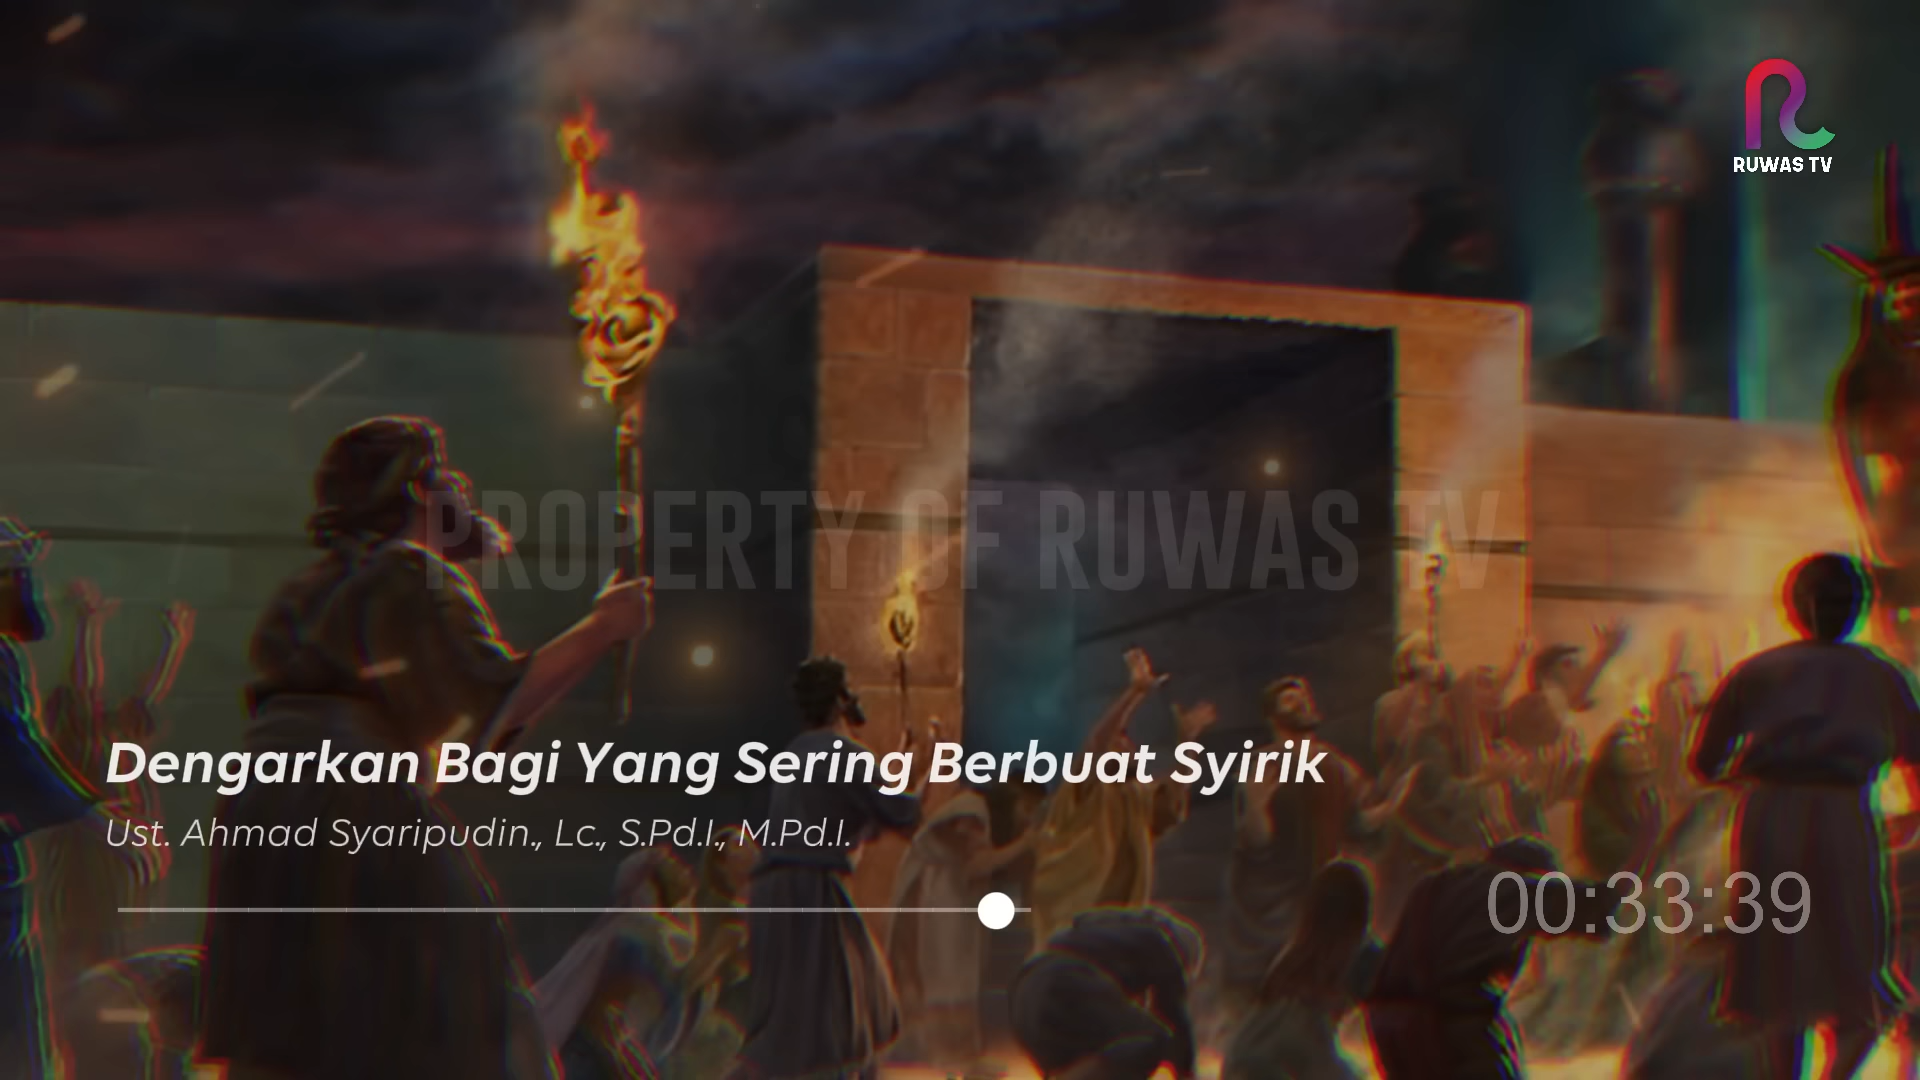 RUWAS TV
PROPERTY OF RUWAS TV
Dengarkan Bagi Yang Sering Berbuat Syirik
Ust. Ahmad Syaripudin., Lc., S.Pd.I., M.Pd.I.
00:33:39